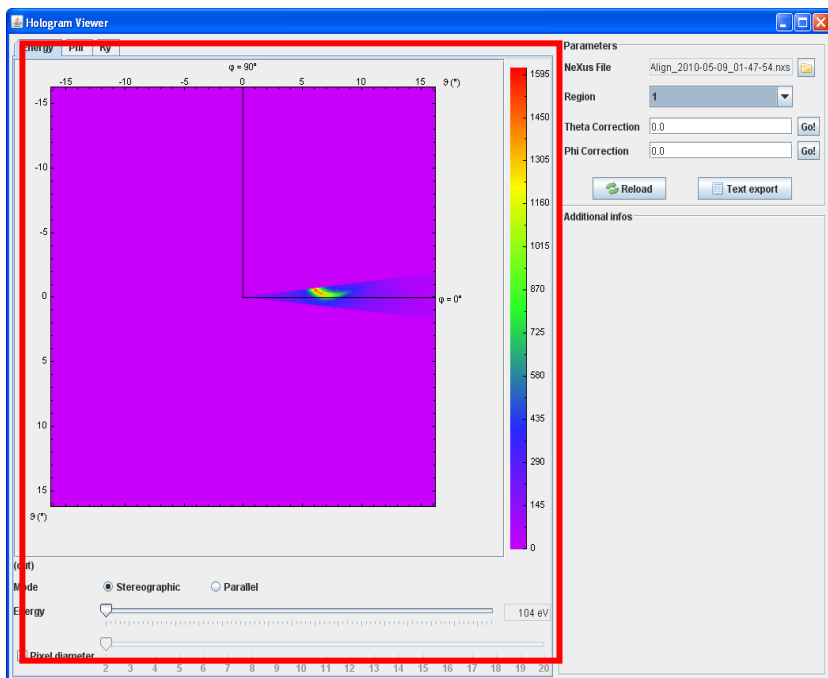 Hologram Viewer
Energy Phi Ky
φ = 90°
-15 -10 -5 0 5 10 15 ϑ (°)
-15
-10
-5
0
5
10
15
ϑ (°)
φ = 0°
1595
1450
1305
1160
1015
870
725
580
435
290
145
0
(cut)
Mode Stereographic Parallel
Energy 104 eV
Pixel diameter
2 3 4 5 6 7 8 9 10 11 12 13 14 15 16 17 18 19 20
Parameters
NeXus File Align_2010-05-09_01-47-54.nxs
Region 1
Theta Correction 0.0 Go!
Phi Correction 0.0 Go!
Reload Text export
Additional infos